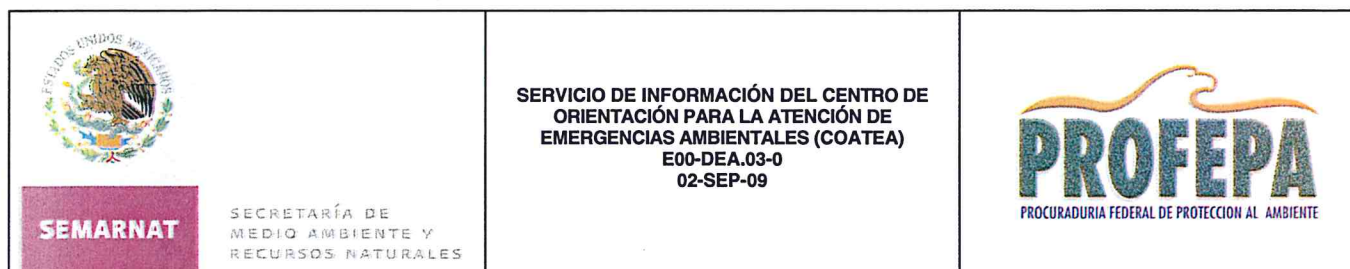 ESTADOS UNIDOS MEXICANOS
SEMARNAT
SECRETARÍA DE
MEDIO AMBIENTE Y
RECURSOS NATURALES
SERVICIO DE INFORMACIÓN DEL CENTRO DE
ORIENTACIÓN PARA LA ATENCIÓN DE
EMERGENCIAS AMBIENTALES (COATEA)
E00-DEA.03-0
02-SEP-09
PROFEPA
PROCURADURIA FEDERAL DE PROTECCION AL AMBIENTE